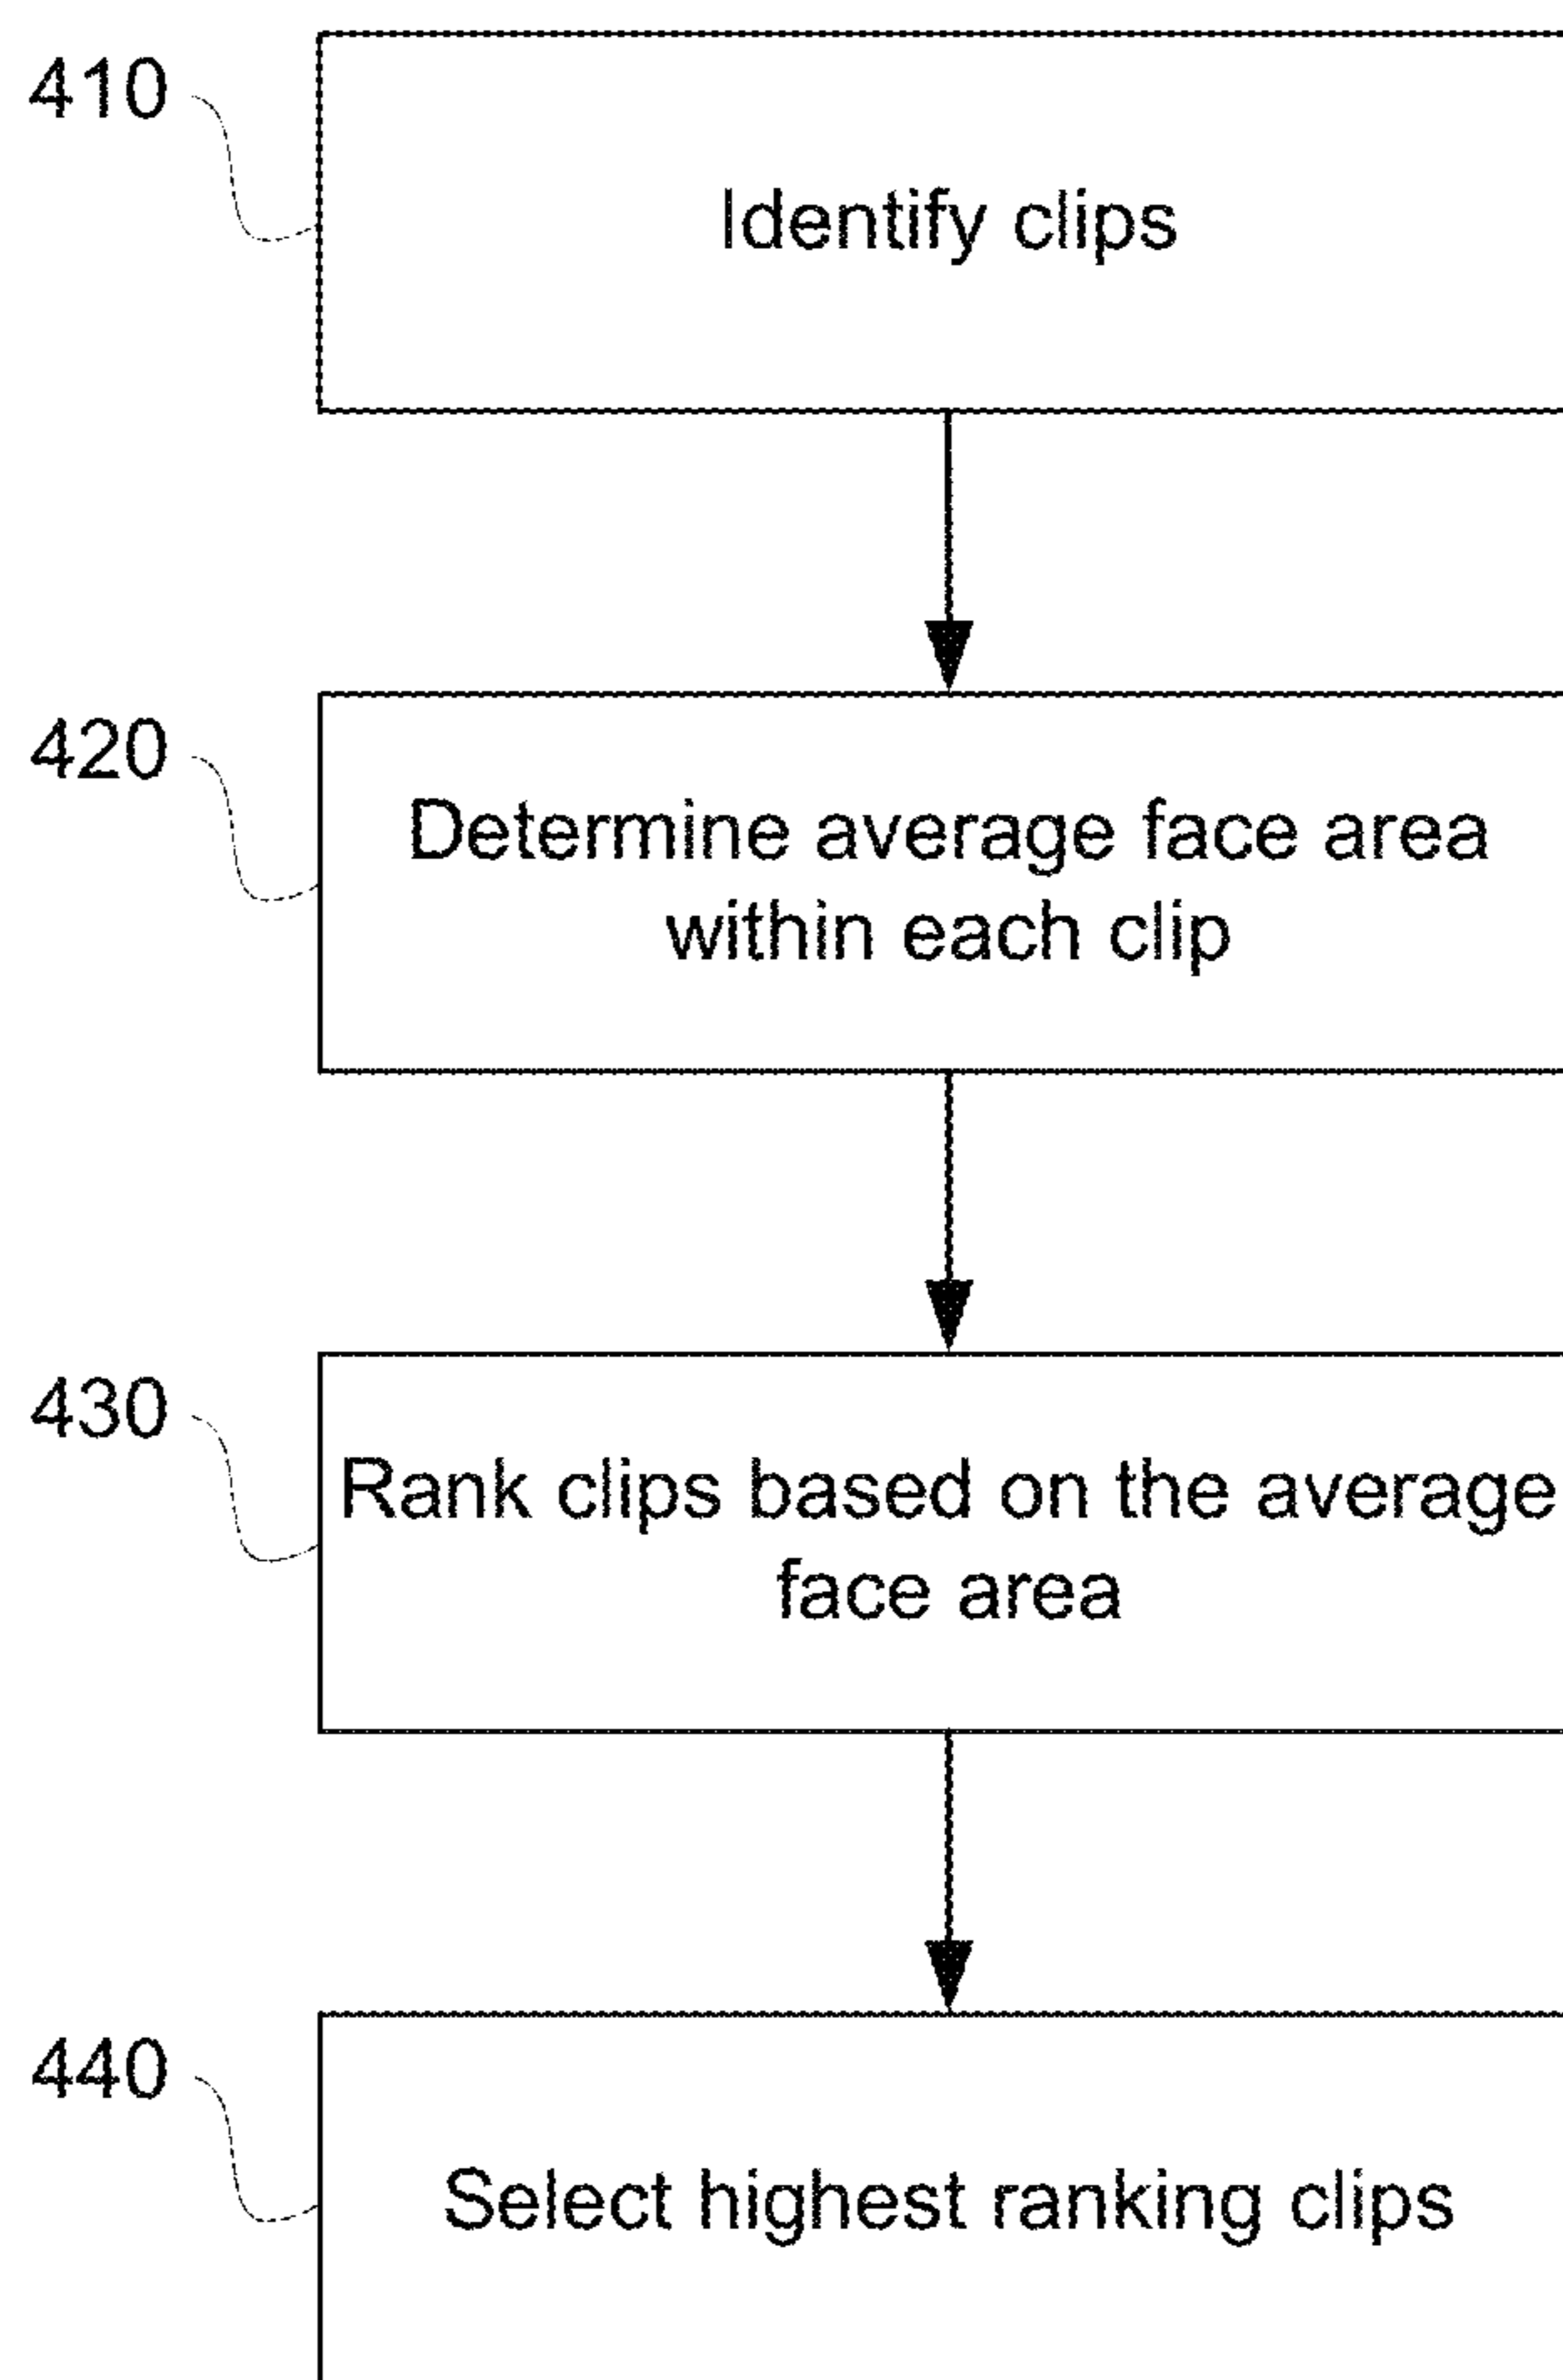 410
Identify clips
420
Determine average face area
within each clip
430
Rank clips based on the average
face area
440
Select highest ranking clips